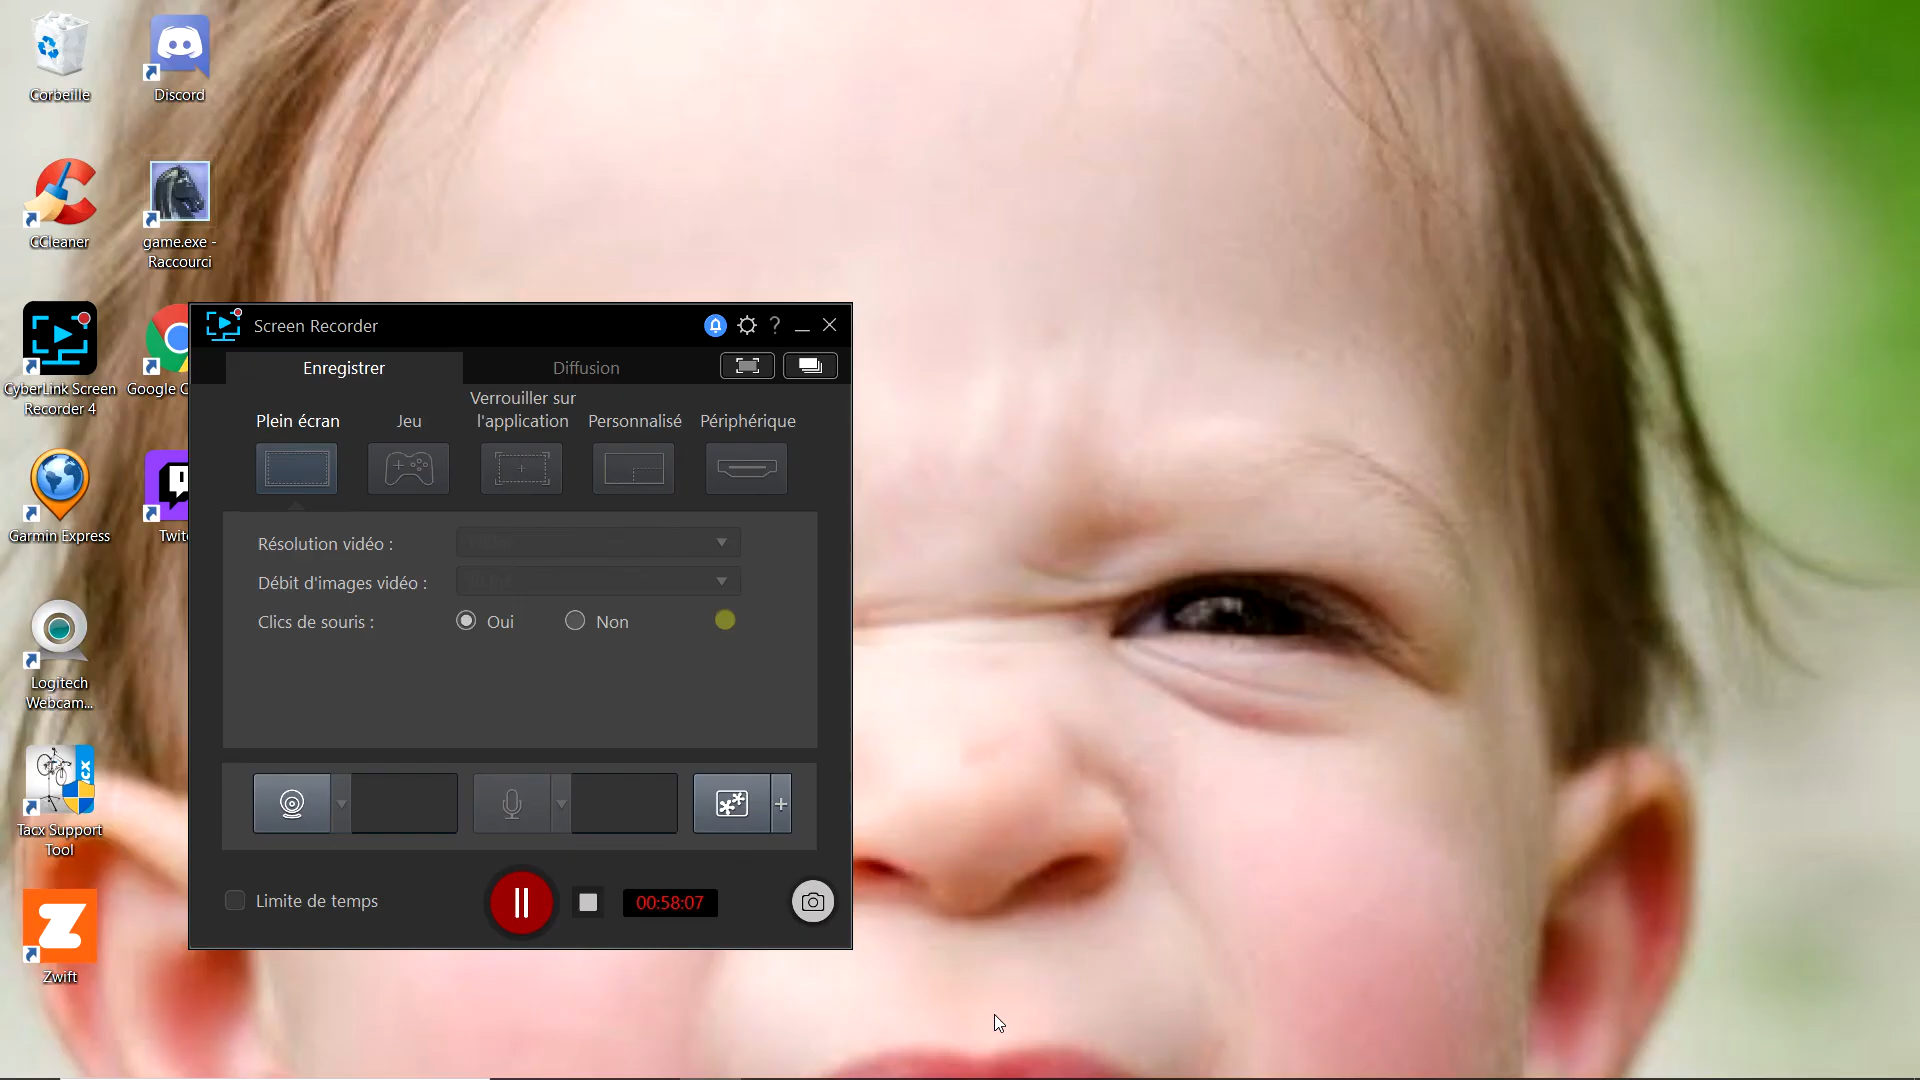 Corbeille
Discord
CCleaner
game.exe -
Raccourci
CyberLink Screen
Recorder 4
Google C
Garmin Express
Twit
Logitech
Webcam...
Tacx Support
Tool
Zwift
Screen Recorder
Enregistrer
Diffusion
Plein écran
Jeu
Verrouiller sur
l'application
Personnalisé
Périphérique
Résolution vidéo :
Débit d'images vidéo :
Clics de souris :
Oui
Non
Limite de temps
00:58:07